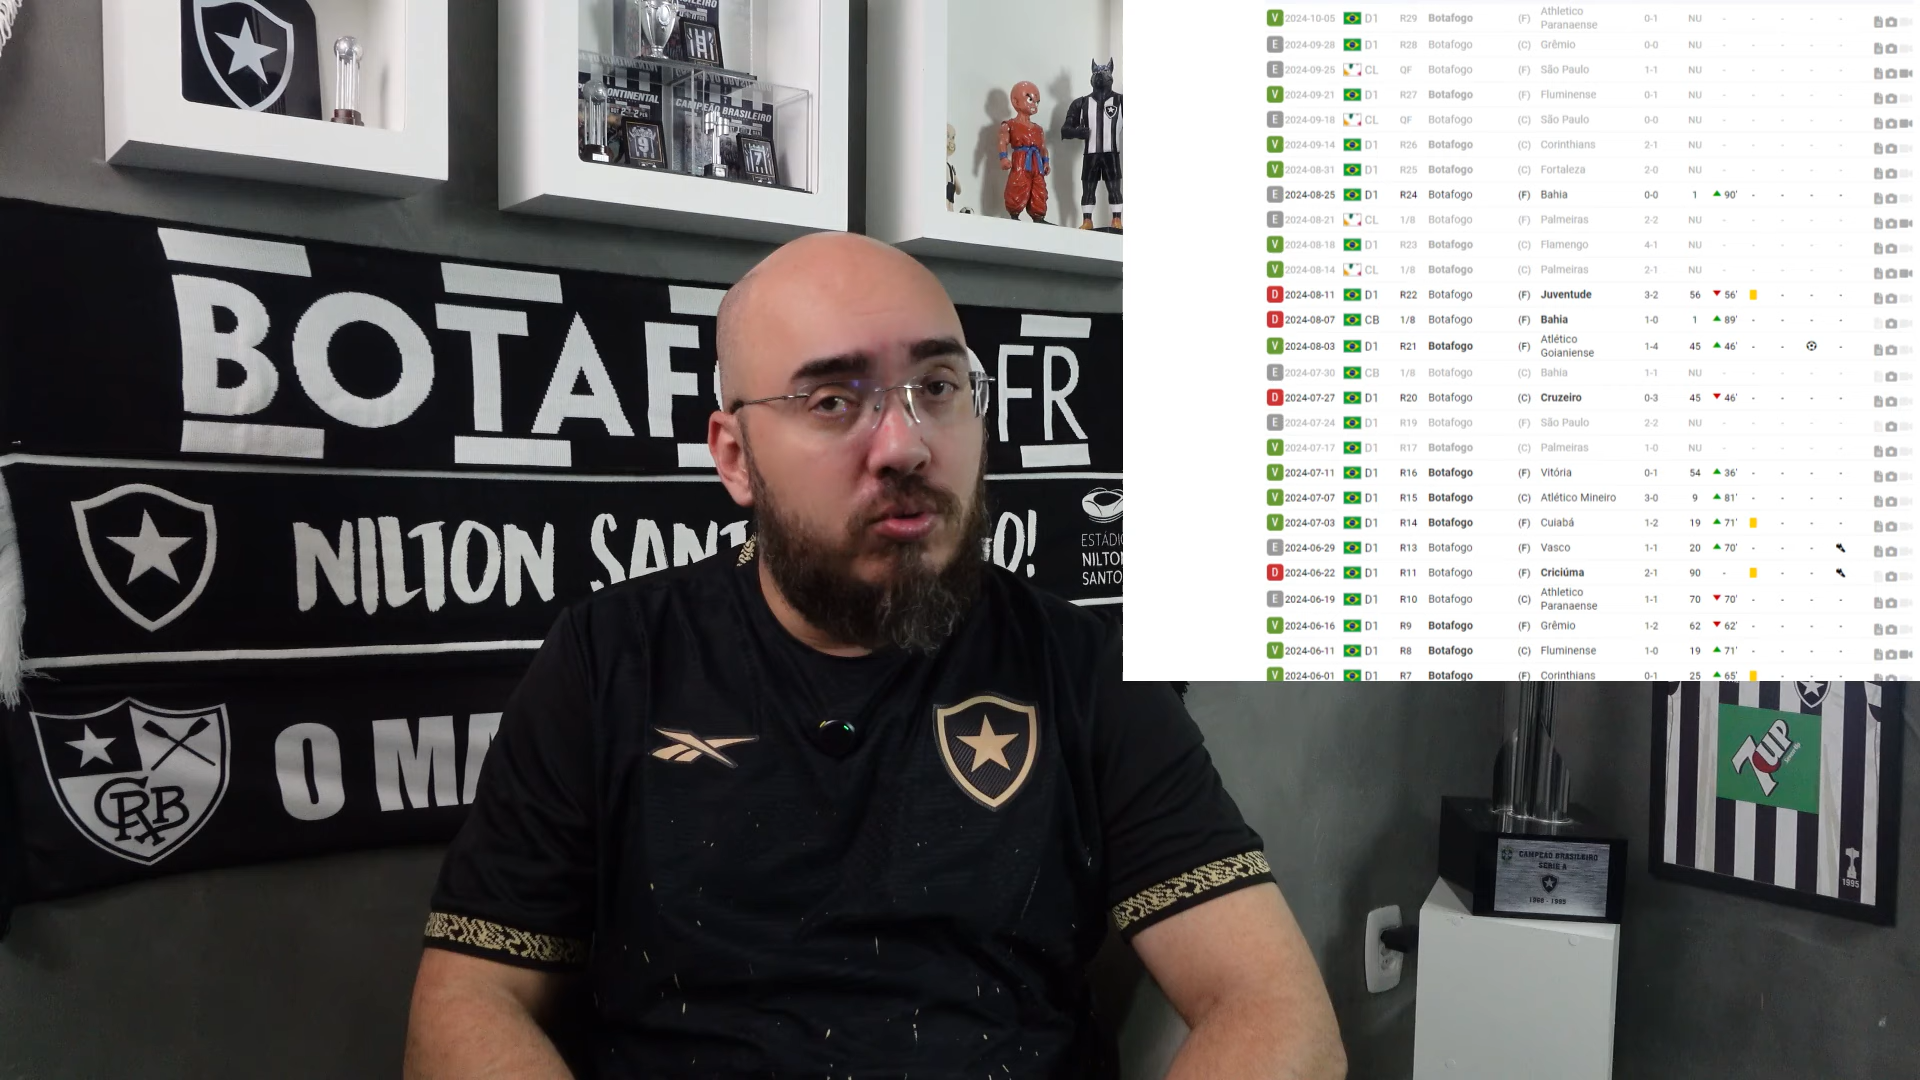 CONTINENTAL
CAMPEÃO BRASILEIRO
9
7
BOTAF
FR
NILTON SANT
O!
ESTÁDIO
NILTON
SANTO
O MA
CRB
7UP
CAMPEÃO BRASILEIRO
SÉRIE A
1968 - 1995
1995
V 2024-10-05 D1 R29 Botafogo (F) Athletico Paranaense 0-1 NU - - - -
E 2024-09-28 D1 R28 Botafogo (C) Grêmio 0-0 NU - - - -
E 2024-09-25 CL QF Botafogo (F) São Paulo 1-1 NU - - - -
V 2024-09-21 D1 R27 Botafogo (F) Fluminense 0-1 NU - - - -
E 2024-09-18 CL QF Botafogo (C) São Paulo 0-0 NU - - - -
V 2024-09-14 D1 R26 Botafogo (C) Corinthians 2-1 NU - - - -
V 2024-08-31 D1 R25 Botafogo (C) Fortaleza 2-0 NU - - - -
E 2024-08-25 D1 R24 Botafogo (F) Bahia 0-0 1 90' - - - -
E 2024-08-21 CL 1/8 Botafogo (F) Palmeiras 2-2 NU - - - -
V 2024-08-18 D1 R23 Botafogo (C) Flamengo 4-1 NU - - - -
V 2024-08-14 CL 1/8 Botafogo (C) Palmeiras 2-1 NU - - - -
D 2024-08-11 D1 R22 Botafogo (F) Juventude 3-2 56 56' - - -
D 2024-08-07 CB 1/8 Botafogo (F) Bahia 1-0 1 89' - - - -
V 2024-08-03 D1 R21 Botafogo (F) Atlético Goianiense 1-4 45 46' - - -
E 2024-07-30 CB 1/8 Botafogo (C) Bahia 1-1 NU - - - -
D 2024-07-27 D1 R20 Botafogo (C) Cruzeiro 0-3 45 46' - - - -
E 2024-07-24 D1 R19 Botafogo (F) São Paulo 2-2 NU - - - -
V 2024-07-17 D1 R17 Botafogo (C) Palmeiras 1-0 NU - - - -
V 2024-07-11 D1 R16 Botafogo (F) Vitória 0-1 54 36' - - - -
V 2024-07-07 D1 R15 Botafogo (C) Atlético Mineiro 3-0 9 81' - - - -
V 2024-07-03 D1 R14 Botafogo (F) Cuiabá 1-2 19 71' - - -
E 2024-06-29 D1 R13 Botafogo (F) Vasco 1-1 20 70' - - -
D 2024-06-22 D1 R11 Botafogo (F) Criciúma 2-1 90 - - -
E 2024-06-19 D1 R10 Botafogo (C) Athletico Paranaense 1-1 70 70' - - - -
V 2024-06-16 D1 R9 Botafogo (F) Grêmio 1-2 62 62' - - - -
V 2024-06-11 D1 R8 Botafogo (C) Fluminense 1-0 19 71' - - - -
V 2024-06-01 D1 R7 Botafogo (F) Corinthians 0-1 25 65' - - -